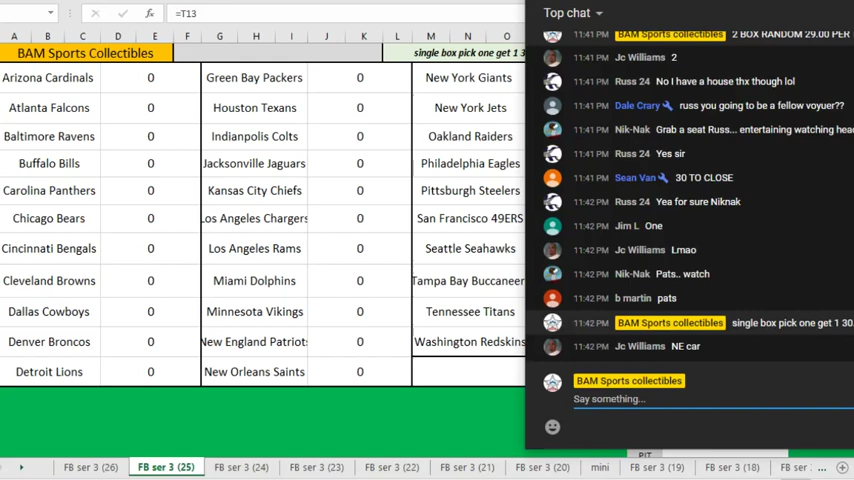 =T13
Top chat
A B C D E F G H I J K L M N O
BAM Sports Collectibles
single box pick one get 1 3
Arizona Cardinals 0 Green Bay Packers 0 New York Giants
Atlanta Falcons 0 Houston Texans 0 New York Jets
Baltimore Ravens 0 Indianpolis Colts 0 Oakland Raiders
Buffalo Bills 0 Jacksonville Jaguars 0 Philadelphia Eagles
Carolina Panthers 0 Kansas City Chiefs 0 Pittsburgh Steelers
Chicago Bears 0 Los Angeles Chargers 0 San Francisco 49ERS
Cincinnati Bengals 0 Los Angeles Rams 0 Seattle Seahawks
Cleveland Browns 0 Miami Dolphins 0 Tampa Bay Buccaneer
Dallas Cowboys 0 Minnesota Vikings 0 Tennessee Titans
Denver Broncos 0 New England Patriots 0 Washington Redskins
Detroit Lions 0 New Orleans Saints 0
11:41 PM BAM Sports collectibles 2 BOX RANDOM 29.00 PER
11:41 PM Jc Williams 2
11:41 PM Russ 24 No I have a house thx though lol
11:41 PM Dale Crary russ you going to be a fellow voyuer??
11:41 PM Nik-Nak Grab a seat Russ... entertaining watching head
11:41 PM Russ 24 Yes sir
11:41 PM Sean Van 30 TO CLOSE
11:42 PM Russ 24 Yea for sure Niknak
11:42 PM Jim L One
11:42 PM Jc Williams Lmao
11:42 PM Nik-Nak Pats.. watch
11:42 PM b martin pats
11:42 PM BAM Sports collectibles single box pick one get 1 30.
11:42 PM Jc Williams NE car
BAM Sports collectibles
Say something...
PIT
FB ser 3 (26) FB ser 3 (25) FB ser 3 (24) FB ser 3 (23) FB ser 3 (22) FB ser 3 (21) FB ser 3 (20) mini FB ser 3 (19) FB ser 3 (18) FB ser ...